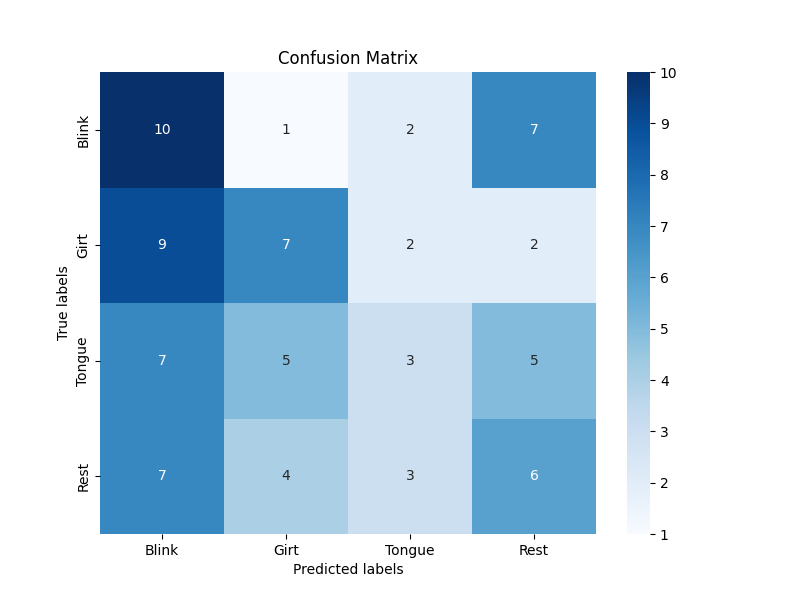 Confusion Matrix
True labels
Blink 10 1 2 7
Girt 9 7 2 2
Tongue 7 5 3 5
Rest 7 4 3 6
Blink Girt Tongue Rest
Predicted labels
10
9
8
7
6
5
4
3
2
1